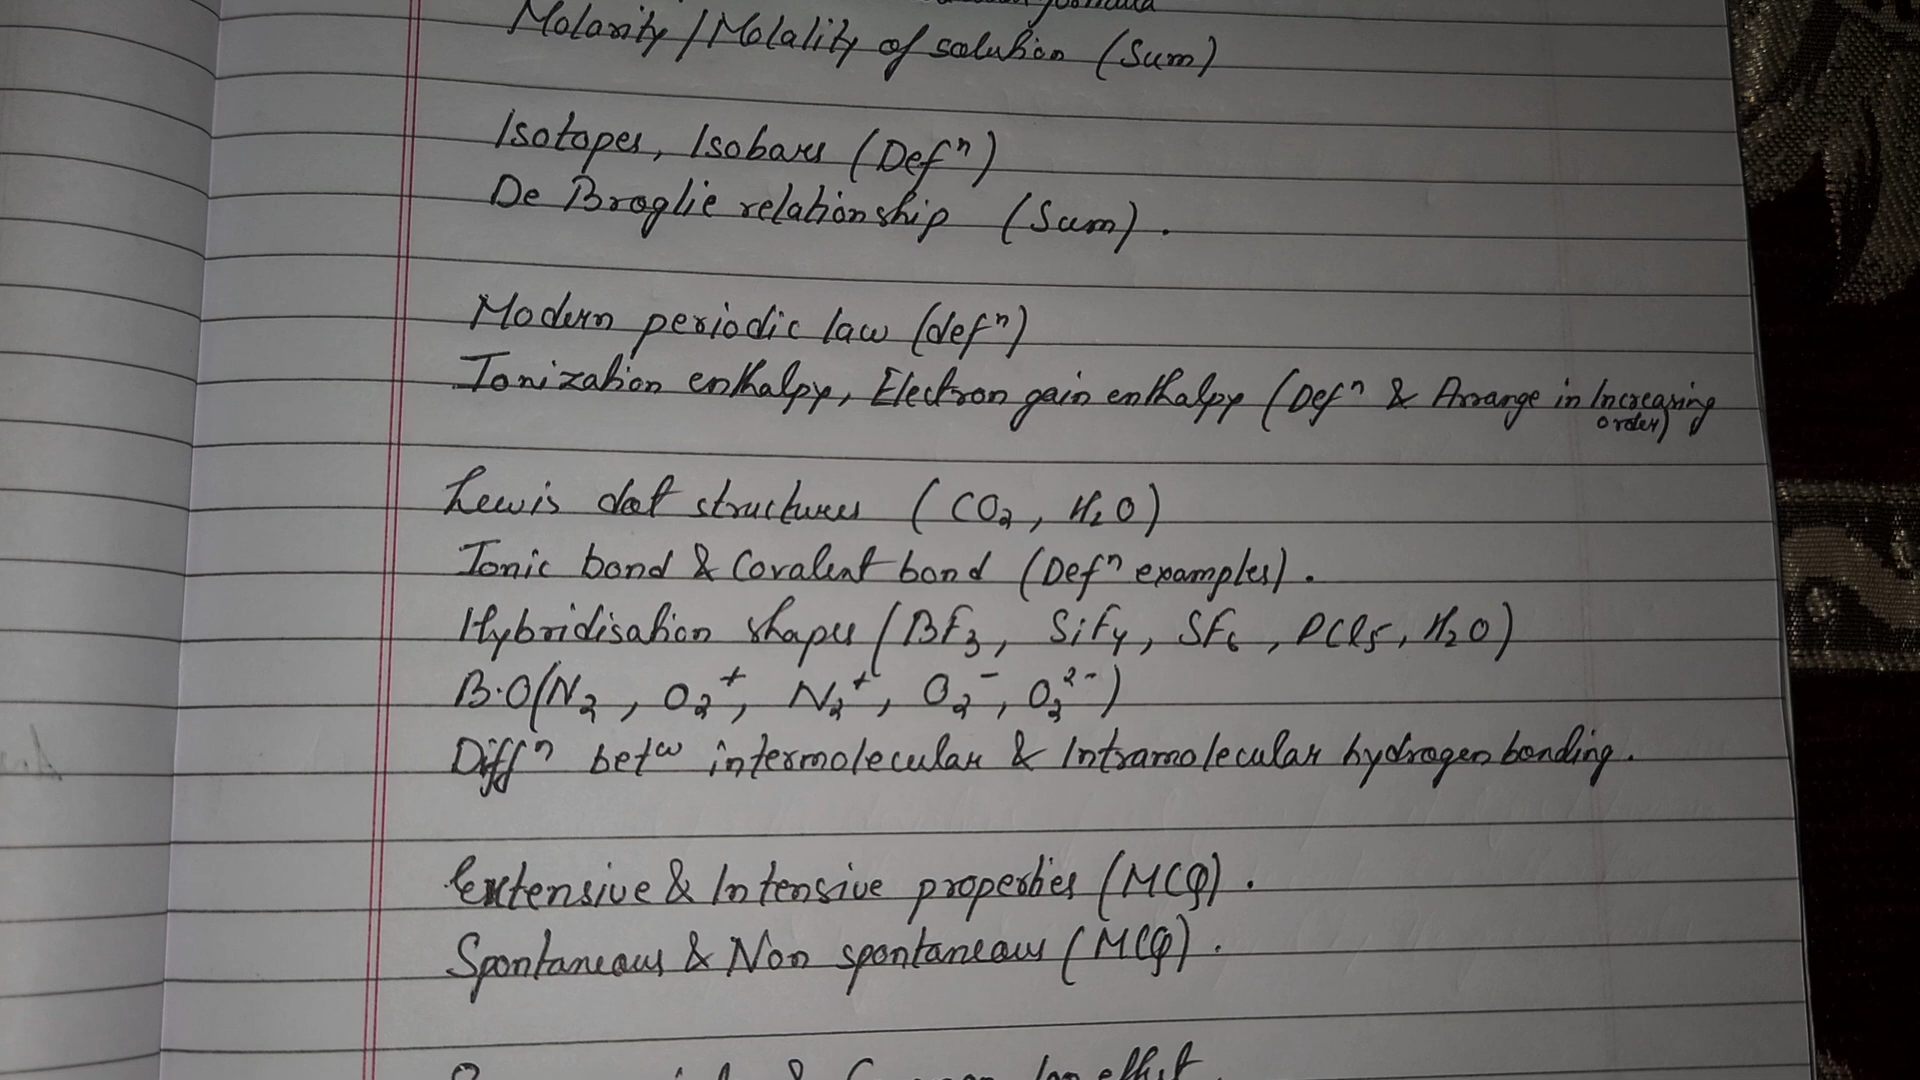 Molarity / Molality of solution (Sum)
Isotopes, Isobars (Defⁿ)
De Broglie relationship (Sum).
Modern periodic law (defⁿ)
Ionization enthalpy, Electron gain enthalpy (Defⁿ & Arrange in Increasing
order)
Lewis dot structures (CO₂, H₂O)
Ionic bond & Covalent bond (Defⁿ examples).
Hybridisation shapes (BF₃, SiF₄, SF₆, PCl₅, H₂O)
B.O(N₂, O₂⁺, N₂⁺, O₂⁻, O₂²⁻)
Diffⁿ betʷ intermolecular & Intramolecular hydrogen bonding.
Extensive & Intensive properties (MCQ).
Spontaneous & Non spontaneous (MCQ).